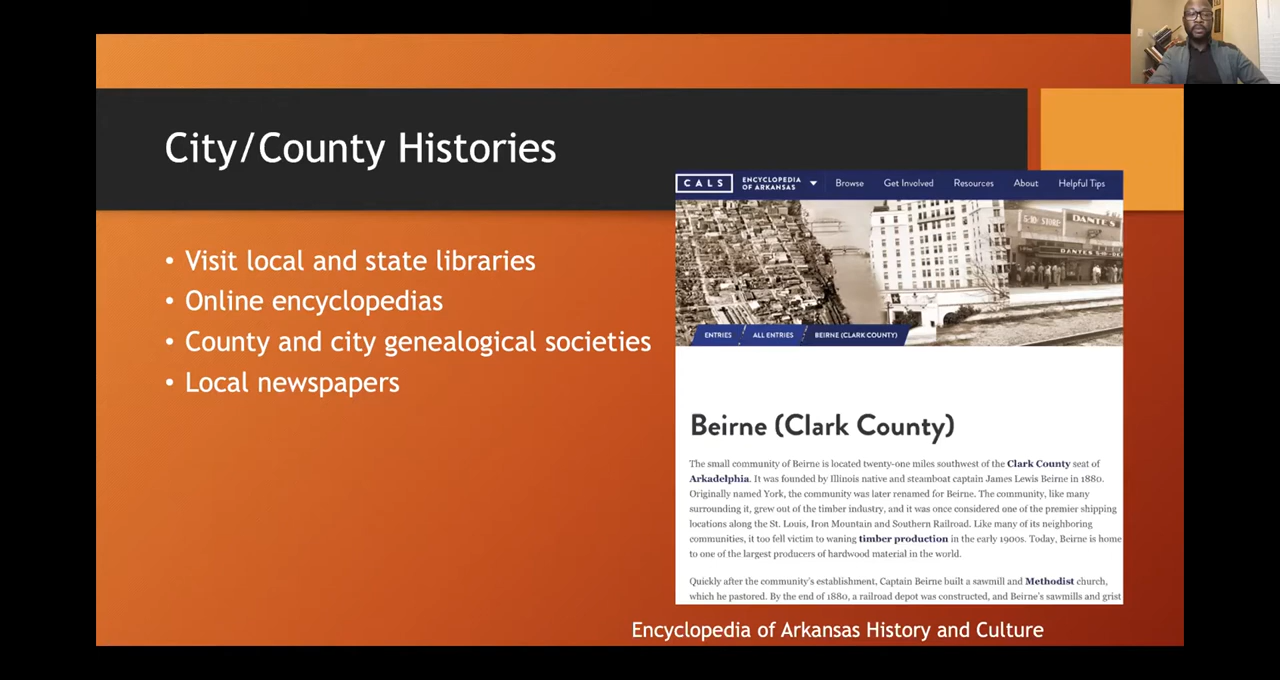 City/County Histories
• Visit local and state libraries
• Online encyclopedias
• County and city genealogical societies
• Local newspapers
CALS ENCYCLOPEDIA OF ARKANSAS Browse Get Involved Resources About Helpful Tips
5-10¢ STORE DANTE'S
DANTE'S
ENTRIES ALL ENTRIES BEIRNE (CLARK COUNTY)
Beirne (Clark County)
The small community of Beirne is located twenty-one miles southwest of the Clark County seat of
Arkadelphia. It was founded by Illinois native and steamboat captain James Lewis Beirne in 1880.
Originally named York, the community was later renamed for Beirne. The community, like many
surrounding it, grew out of the timber industry, and it was once considered one of the premier shipping
locations along the St. Louis, Iron Mountain and Southern Railroad. Like many of its neighboring
communities, it too fell victim to waning timber production in the early 1900s. Today, Beirne is home
to one of the largest producers of hardwood material in the world.
Quickly after the community's establishment, Captain Beirne built a sawmill and Methodist church,
which he pastored. By the end of 1880, a railroad depot was constructed, and Beirne's sawmills and grist
Encyclopedia of Arkansas History and Culture